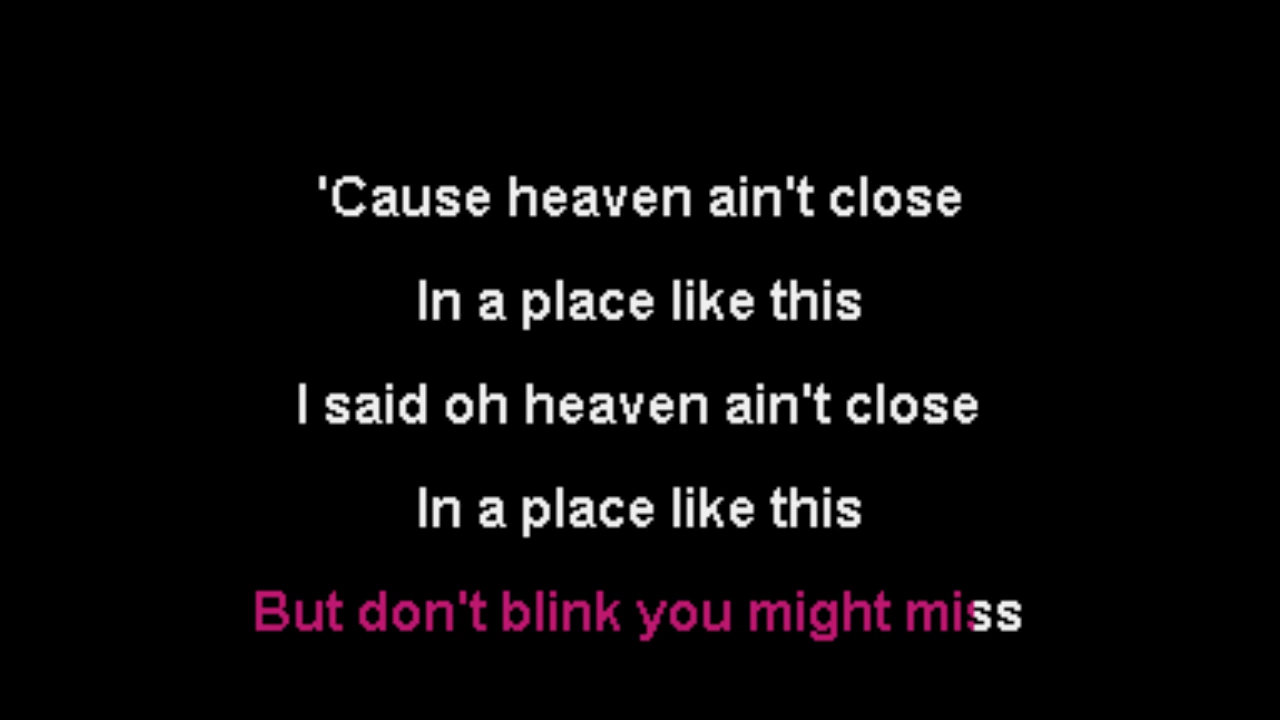 'Cause heaven ain't close
In a place like this
I said oh heaven ain't close
In a place like this
But don't blink you might miss